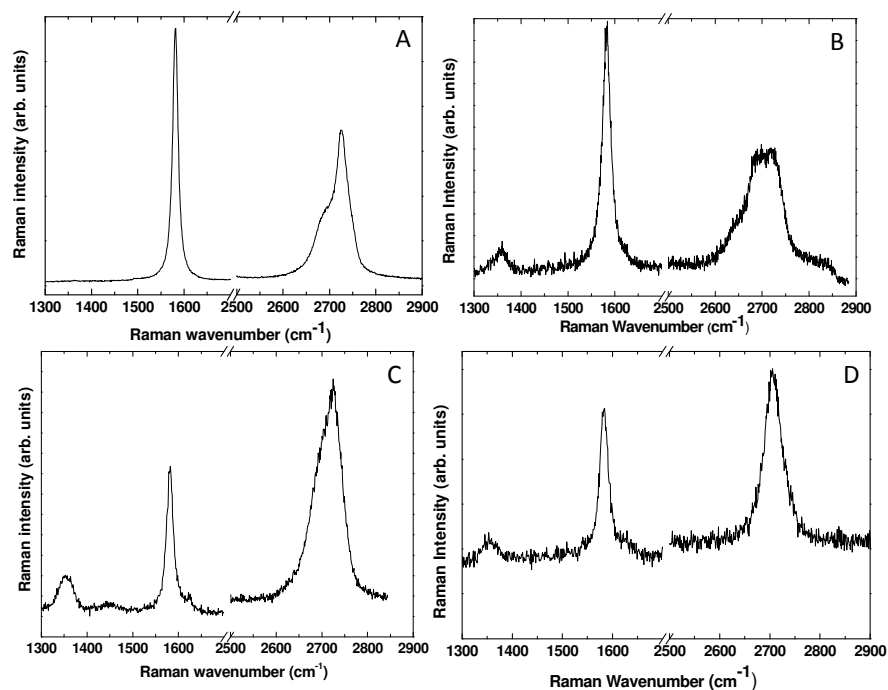 A
Raman intensity (arb. units)
1300 1400 1500 1600 2500 2600 2700 2800 2900
Raman wavenumber (cm-1)
B
Raman Intensity (arb. units)
1300 1400 1500 1600 2500 2600 2700 2800 2900
Raman Wavenumber (cm-1)
C
Raman intensity (arb. units)
1300 1400 1500 1600 2500 2600 2700 2800 2900
Raman wavenumber (cm-1)
D
Raman Intensity (arb. units)
1300 1400 1500 1600 2500 2600 2700 2800 2900
Raman Wavenumber (cm-1)